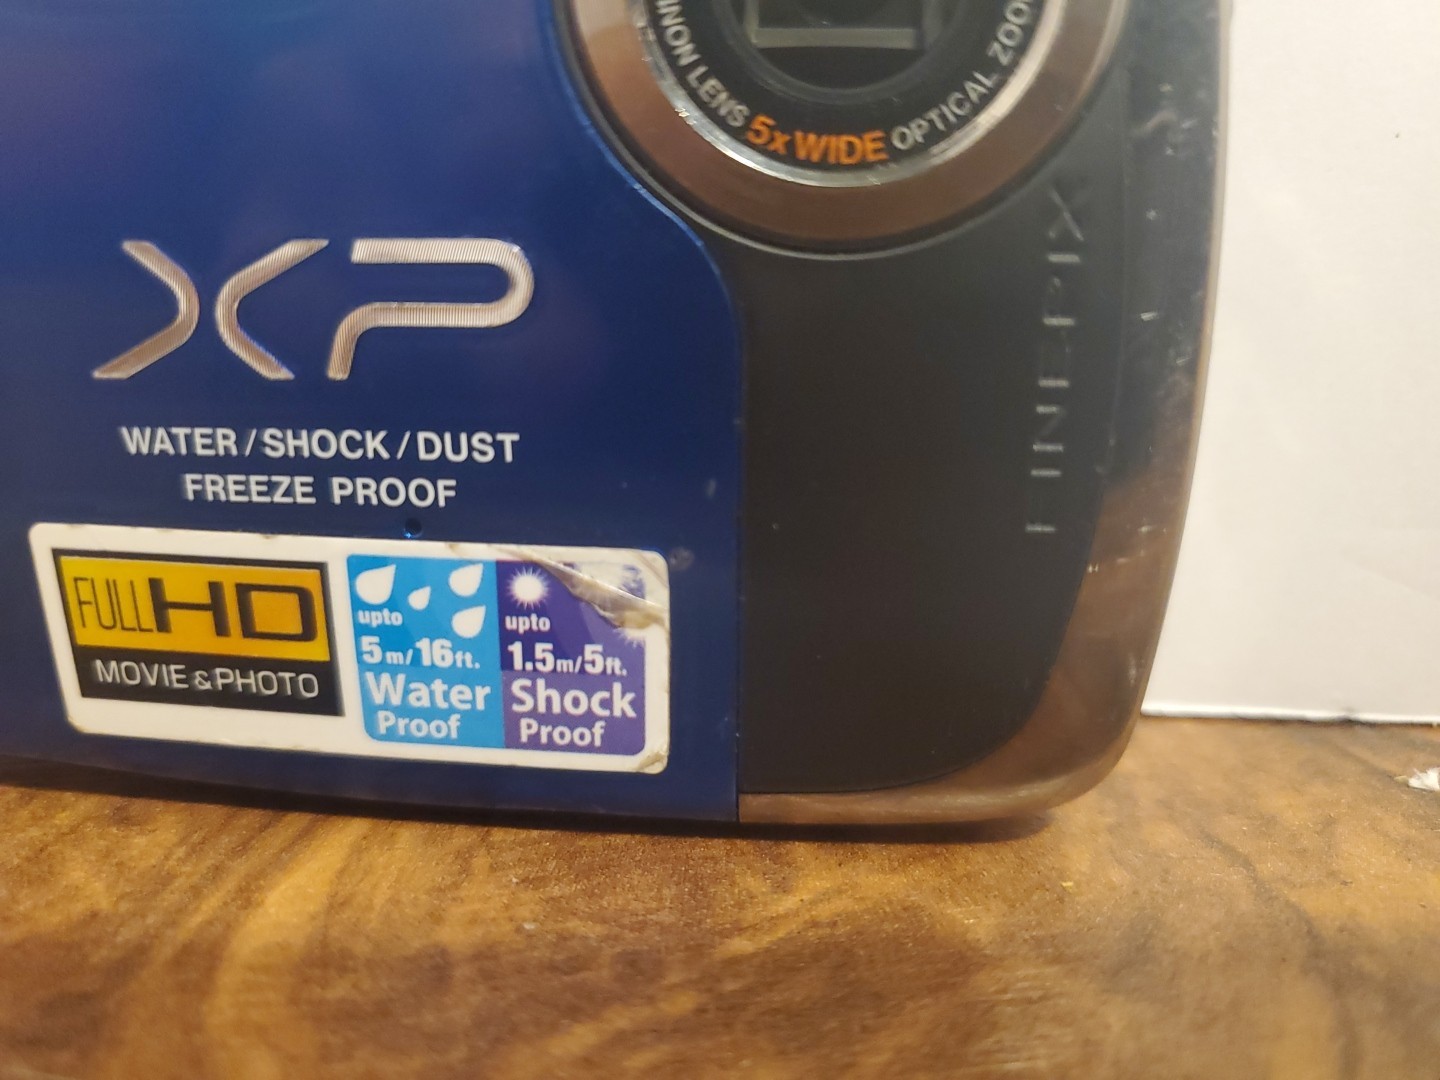 INON LENS 5x WIDE OPTICAL ZOO
FINEPIX
XP
WATER / SHOCK / DUST
FREEZE PROOF
FULL HD
MOVIE & PHOTO
upto
5m/16ft.
Water
Proof
upto
1.5m/5ft.
Shock
Proof